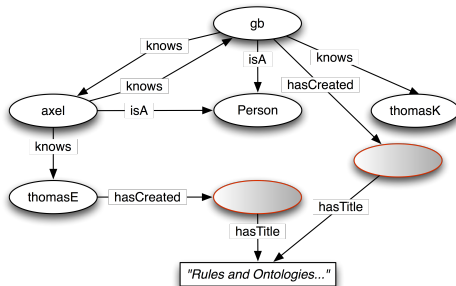 gb
knows
isA
knows
knows
hasCreated
axel
isA
Person
thomasK
knows
thomasE
hasCreated
hasTitle
hasTitle
"Rules and Ontologies..."